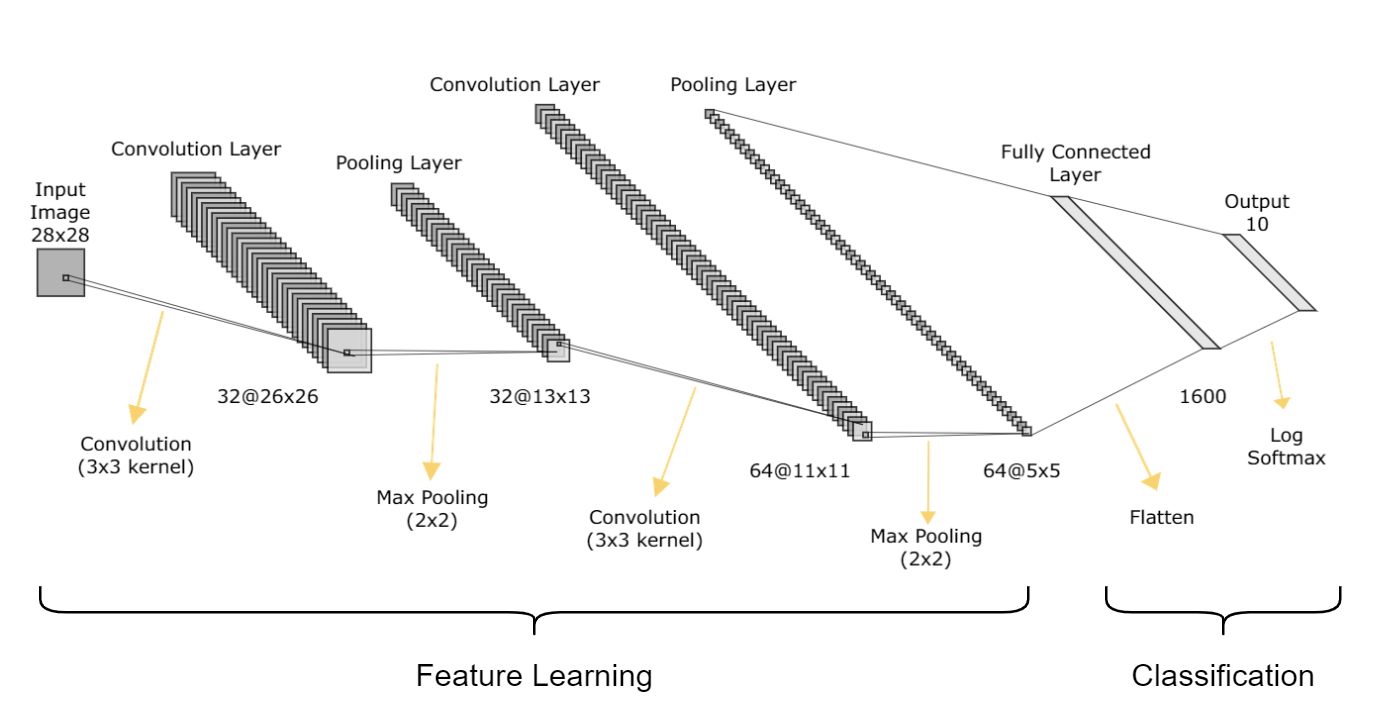 Convolution Layer
Pooling Layer
Convolution Layer
Pooling Layer
Fully Connected
Layer
Input
Image
28x28
Output
10
32@26x26
32@13x13
1600
Convolution
(3x3 kernel)
Max Pooling
(2x2)
64@11x11
64@5x5
Log
Softmax
Convolution
(3x3 kernel)
Max Pooling
(2x2)
Flatten
Feature Learning
Classification